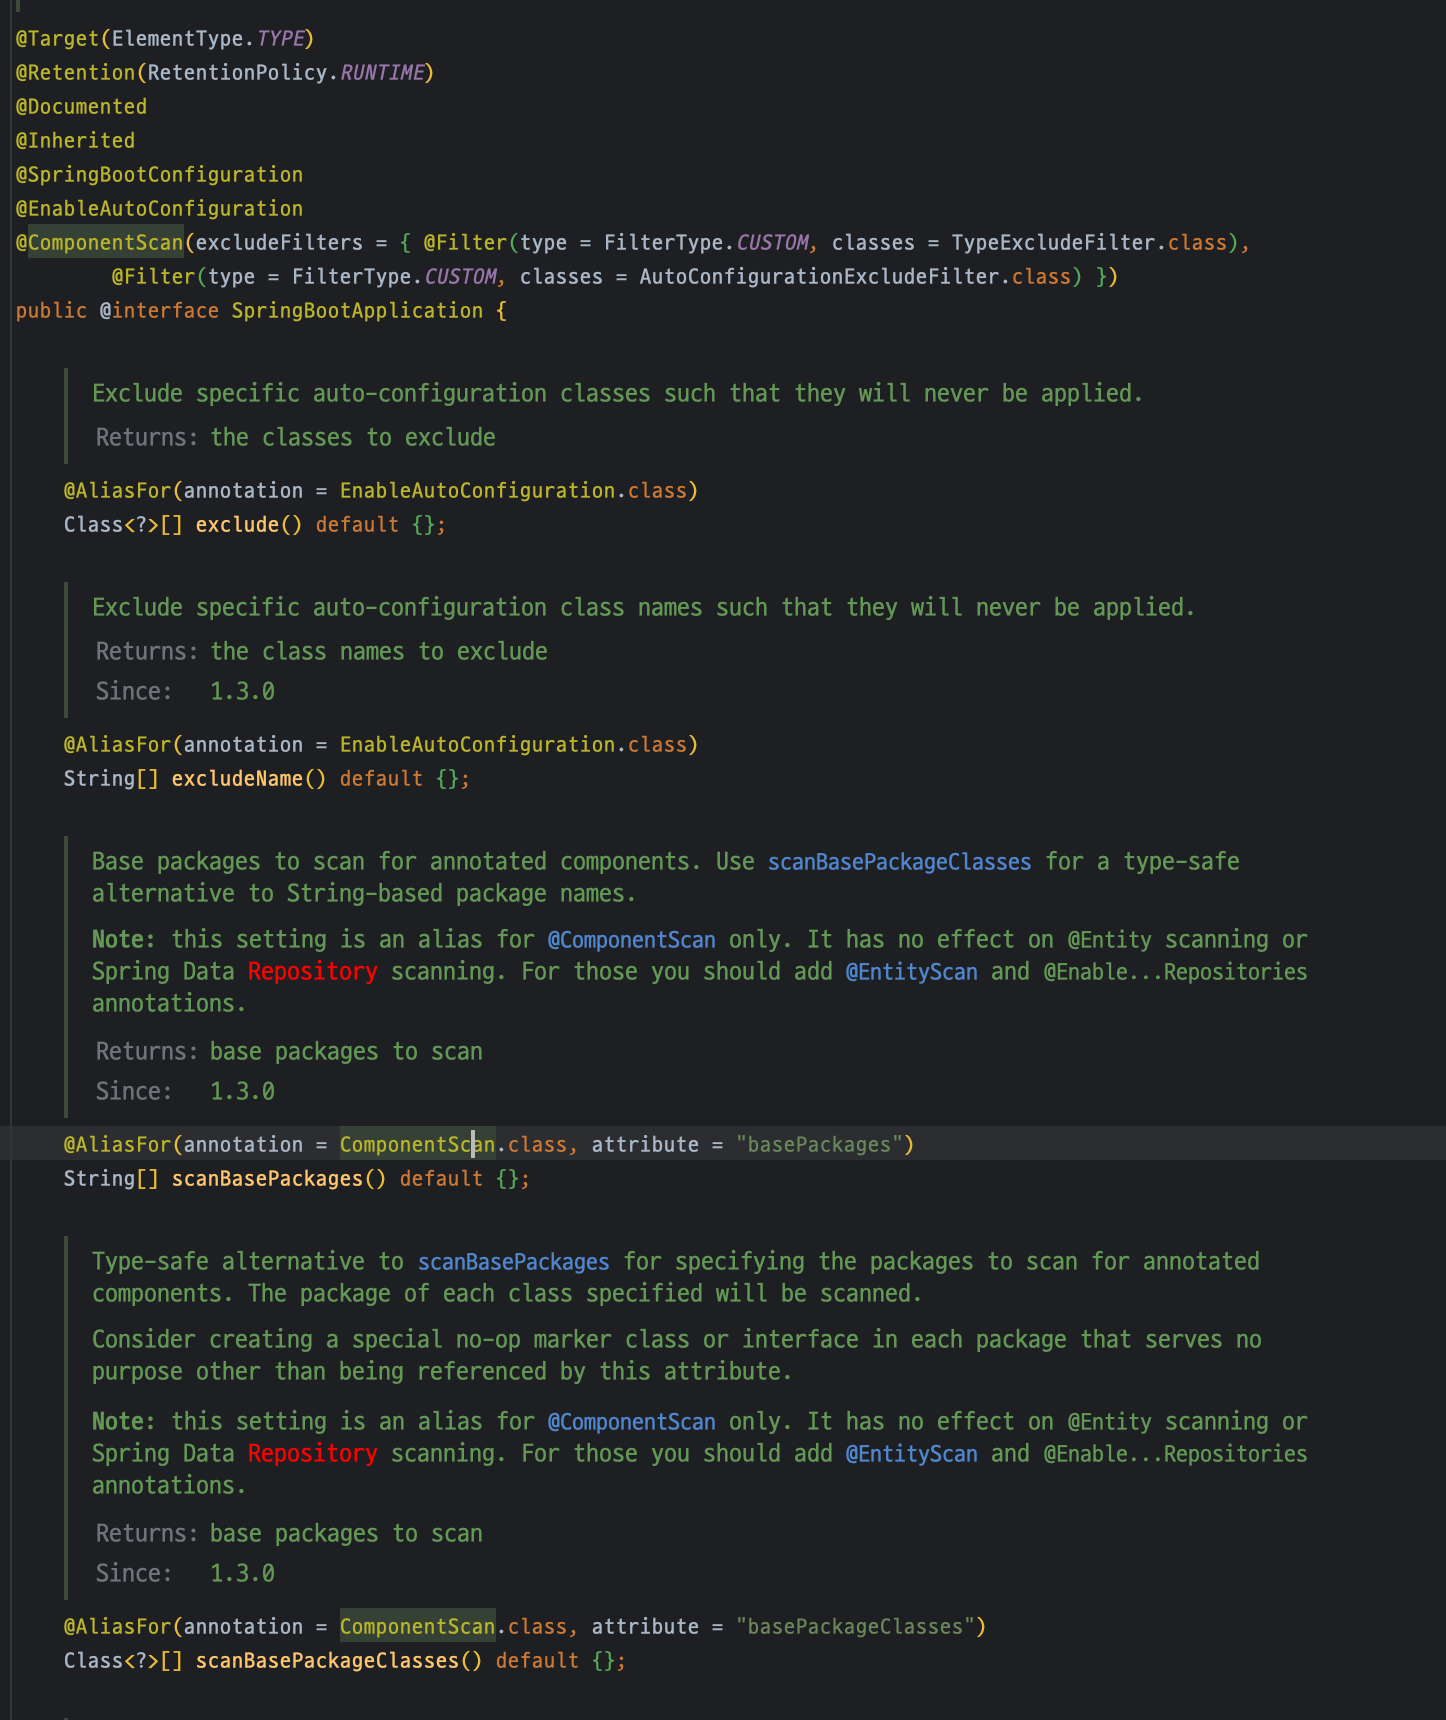 @Target(ElementType.TYPE)
@Retention(RetentionPolicy.RUNTIME)
@Documented
@Inherited
@SpringBootConfiguration
@EnableAutoConfiguration
@ComponentScan(excludeFilters = { @Filter(type = FilterType.CUSTOM, classes = TypeExcludeFilter.class),
@Filter(type = FilterType.CUSTOM, classes = AutoConfigurationExcludeFilter.class) })
public @interface SpringBootApplication {
Exclude specific auto-configuration classes such that they will never be applied.
Returns: the classes to exclude
@AliasFor(annotation = EnableAutoConfiguration.class)
Class<?>[] exclude() default {};
Exclude specific auto-configuration class names such that they will never be applied.
Returns: the class names to exclude
Since: 1.3.0
@AliasFor(annotation = EnableAutoConfiguration.class)
String[] excludeName() default {};
Base packages to scan for annotated components. Use scanBasePackageClasses for a type-safe
alternative to String-based package names.
Note: this setting is an alias for @ComponentScan only. It has no effect on @Entity scanning or
Spring Data Repository scanning. For those you should add @EntityScan and @Enable...Repositories
annotations.
Returns: base packages to scan
Since: 1.3.0
@AliasFor(annotation = ComponentScan.class, attribute = "basePackages")
String[] scanBasePackages() default {};
Type-safe alternative to scanBasePackages for specifying the packages to scan for annotated
components. The package of each class specified will be scanned.
Consider creating a special no-op marker class or interface in each package that serves no
purpose other than being referenced by this attribute.
Note: this setting is an alias for @ComponentScan only. It has no effect on @Entity scanning or
Spring Data Repository scanning. For those you should add @EntityScan and @Enable...Repositories
annotations.
Returns: base packages to scan
Since: 1.3.0
@AliasFor(annotation = ComponentScan.class, attribute = "basePackageClasses")
Class<?>[] scanBasePackageClasses() default {};